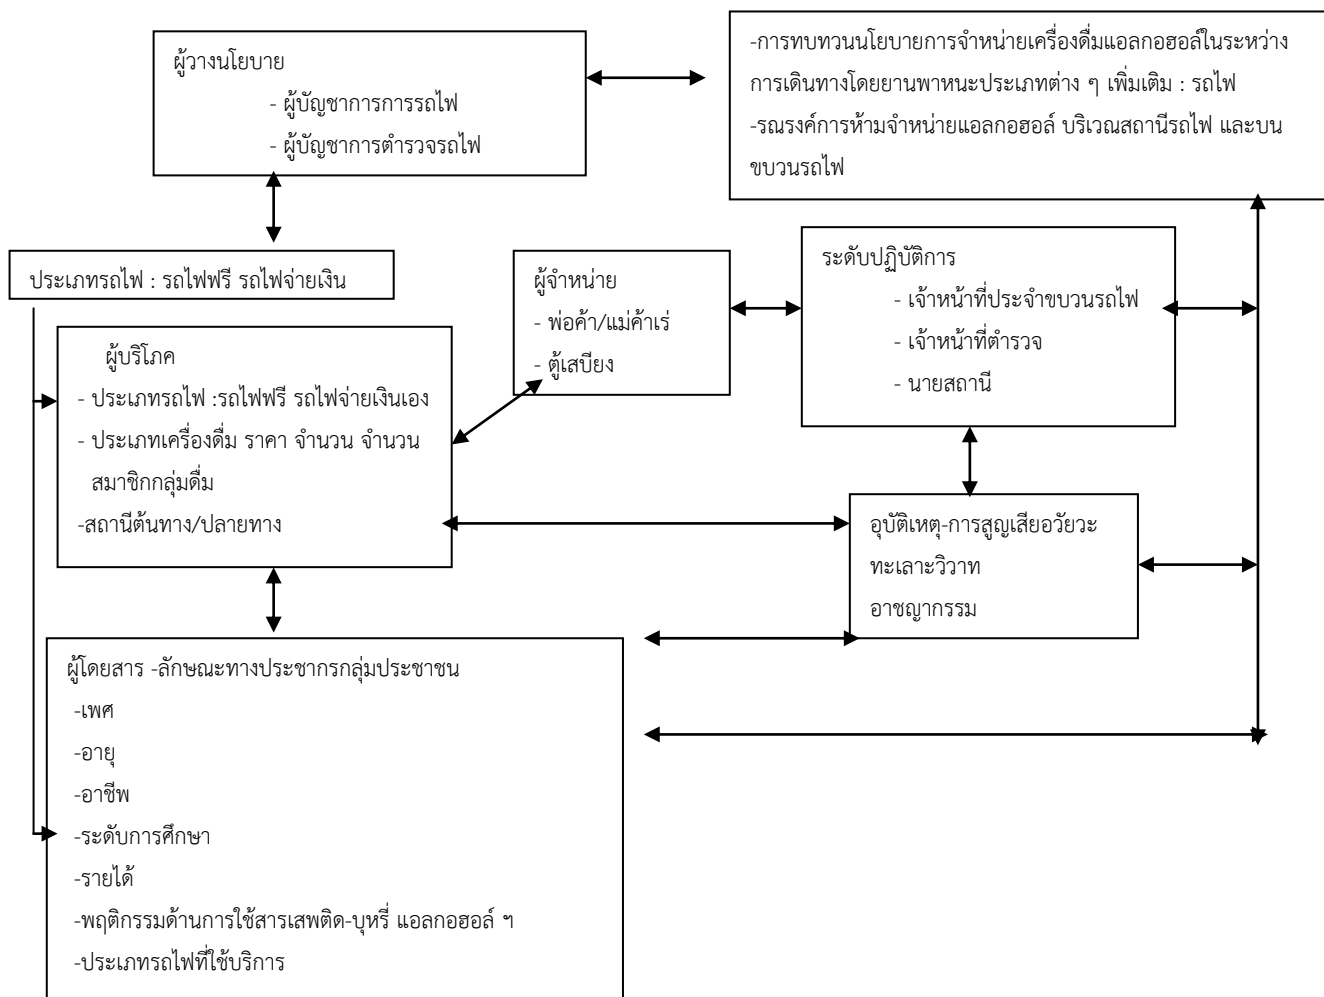 ผู้วางนโยบาย
- ผู้บัญชาการการรถไฟ
- ผู้บัญชาการตำรวจรถไฟ
-การทบทวนนโยบายการจำหน่ายเครื่องดื่มแอลกอฮอล์ในระหว่าง
การเดินทางโดยยานพาหนะประเภทต่าง ๆ เพิ่มเติม : รถไฟ
-รณรงค์การห้ามจำหน่ายแอลกอฮอล์ บริเวณสถานีรถไฟ และบน
ขบวนรถไฟ
ประเภทรถไฟ : รถไฟฟรี รถไฟจ่ายเงิน
ผู้จำหน่าย
- พ่อค้า/แม่ค้าเร่
- ตู้เสบียง
ระดับปฏิบัติการ
- เจ้าหน้าที่ประจำขบวนรถไฟ
- เจ้าหน้าที่ตำรวจ
- นายสถานี
ผู้บริโภค
- ประเภทรถไฟ :รถไฟฟรี รถไฟจ่ายเงินเอง
- ประเภทเครื่องดื่ม ราคา จำนวน จำนวน
สมาชิกกลุ่มดื่ม
-สถานีต้นทาง/ปลายทาง
อุบัติเหตุ-การสูญเสียอวัยวะ
ทะเลาะวิวาท
อาชญากรรม
ผู้โดยสาร -ลักษณะทางประชากรกลุ่มประชาชน
-เพศ
-อายุ
-อาชีพ
-ระดับการศึกษา
-รายได้
-พฤติกรรมด้านการใช้สารเสพติด-บุหรี่ แอลกอฮอล์ ฯ
-ประเภทรถไฟที่ใช้บริการ